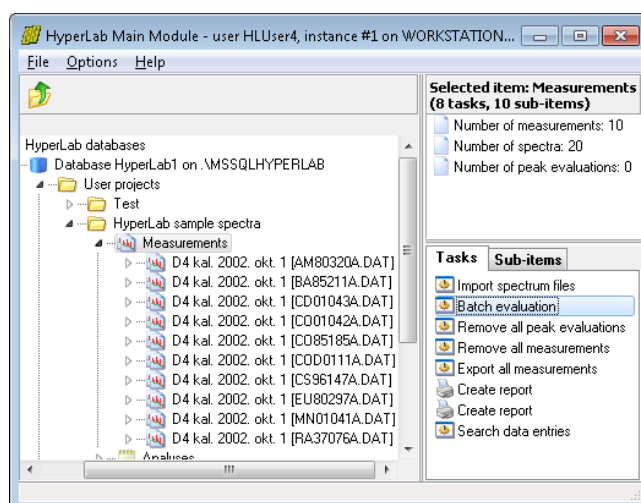 HyperLab Main Module - user HLUser4, instance #1 on WORKSTATION...
File Options Help
HyperLab databases
Database HyperLab1 on .\MSSQLHYPERLAB
User projects
Test
HyperLab sample spectra
Measurements
D4 kal. 2002. okt. 1 [AM80320A.DAT]
D4 kal. 2002. okt. 1 [BA85211A.DAT]
D4 kal. 2002. okt. 1 [CD01043A.DAT]
D4 kal. 2002. okt. 1 [CO01042A.DAT]
D4 kal. 2002. okt. 1 [CO85185A.DAT]
D4 kal. 2002. okt. 1 [COD0111A.DAT]
D4 kal. 2002. okt. 1 [CS96147A.DAT]
D4 kal. 2002. okt. 1 [EU80297A.DAT]
D4 kal. 2002. okt. 1 [MN01041A.DAT]
D4 kal. 2002. okt. 1 [RA37076A.DAT]
Analyses
Selected item: Measurements
(8 tasks, 10 sub-items)
Number of measurements: 10
Number of spectra: 20
Number of peak evaluations: 0
Tasks Sub-items
Import spectrum files
Batch evaluation
Remove all peak evaluations
Remove all measurements
Export all measurements
Create report
Create report
Search data entries